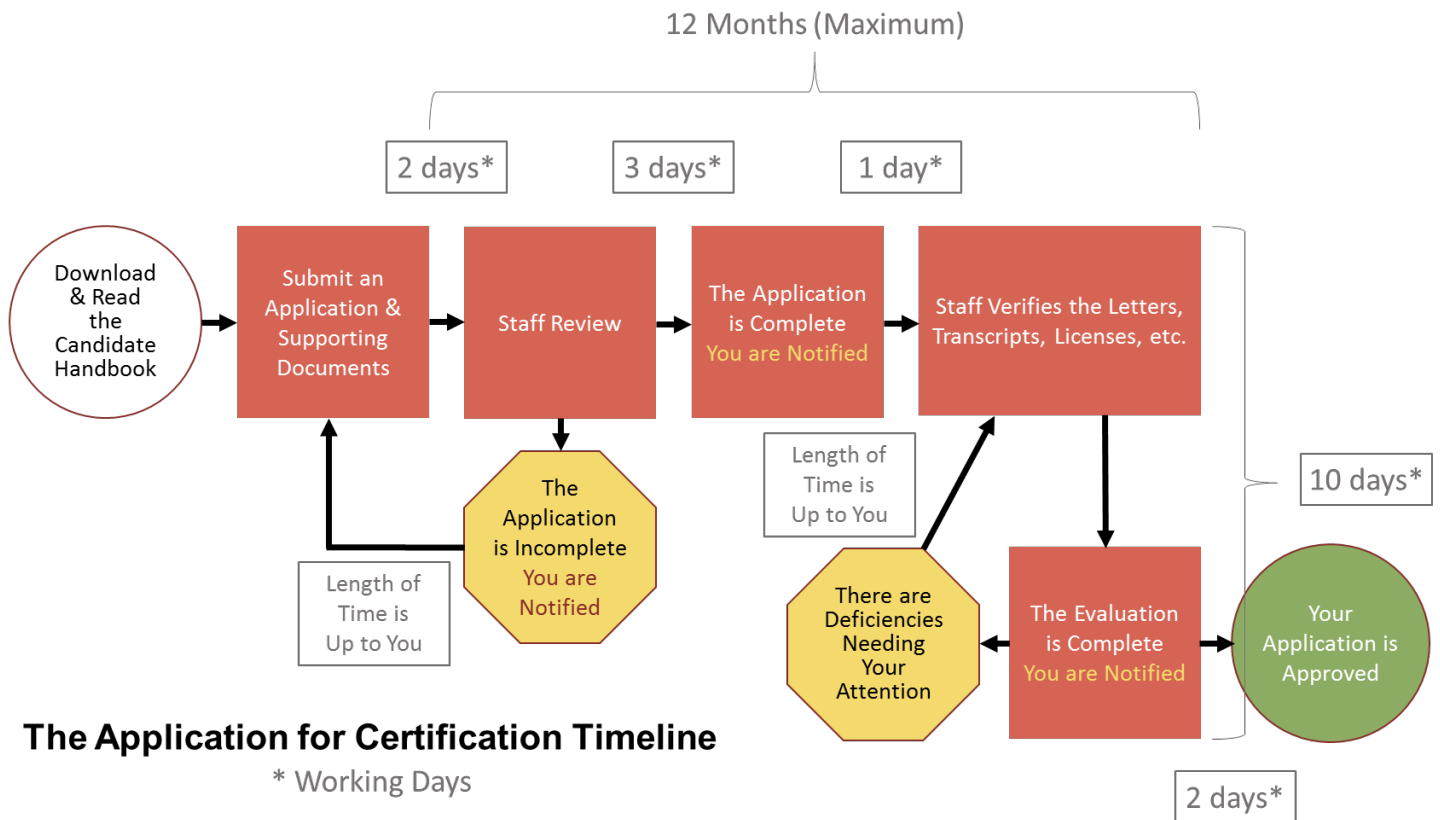 12 Months (Maximum)
2 days*
3 days*
1 day*
Download
& Read
the
Candidate
Handbook
Submit an
Application &
Supporting
Documents
Staff Review
The Application
is Complete
You are Notified
Staff Verifies the Letters,
Transcripts, Licenses, etc.
Length of
Time is
Up to You
10 days*
The
Application
is Incomplete
You are
Notified
Length of
Time is
Up to You
There are
Deficiencies
Needing
Your
Attention
The Evaluation
is Complete
You are Notified
Your
Application is
Approved
The Application for Certification Timeline
* Working Days
2 days*